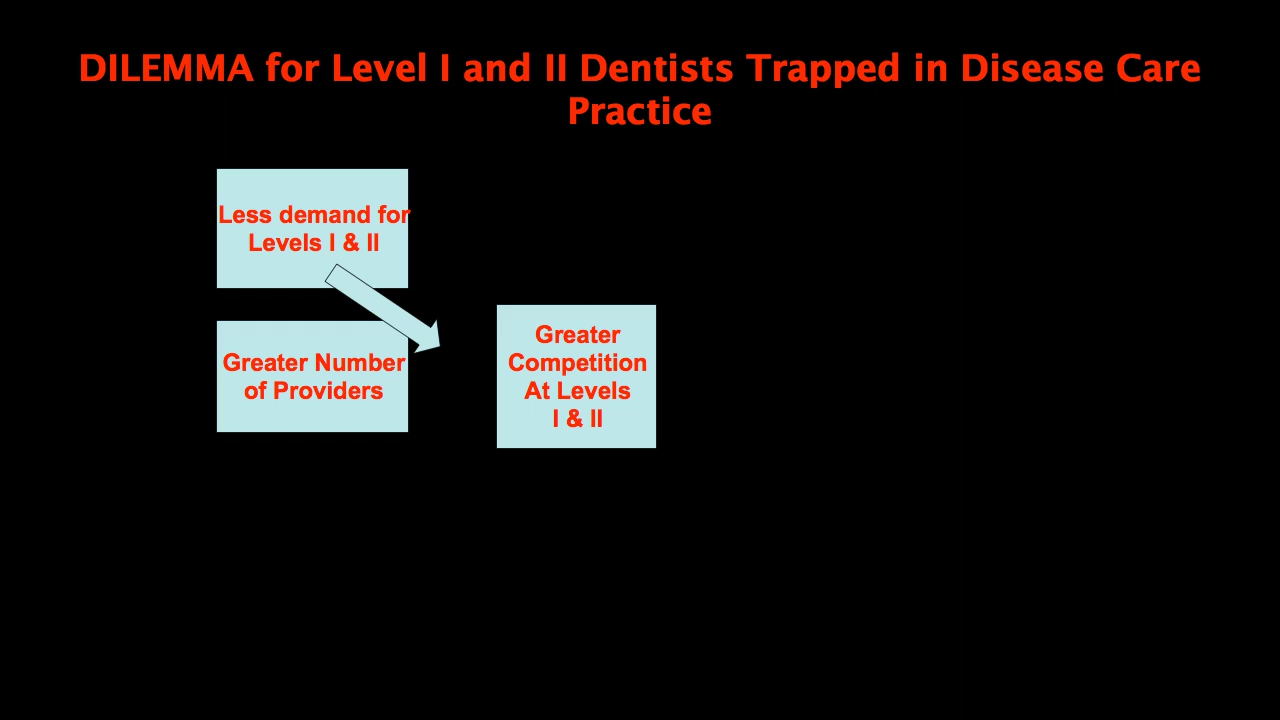 DILEMMA for Level I and II Dentists Trapped in Disease Care
Practice
Less demand for
Levels I & II
Greater Number
of Providers
Greater
Competition
At Levels
I & II